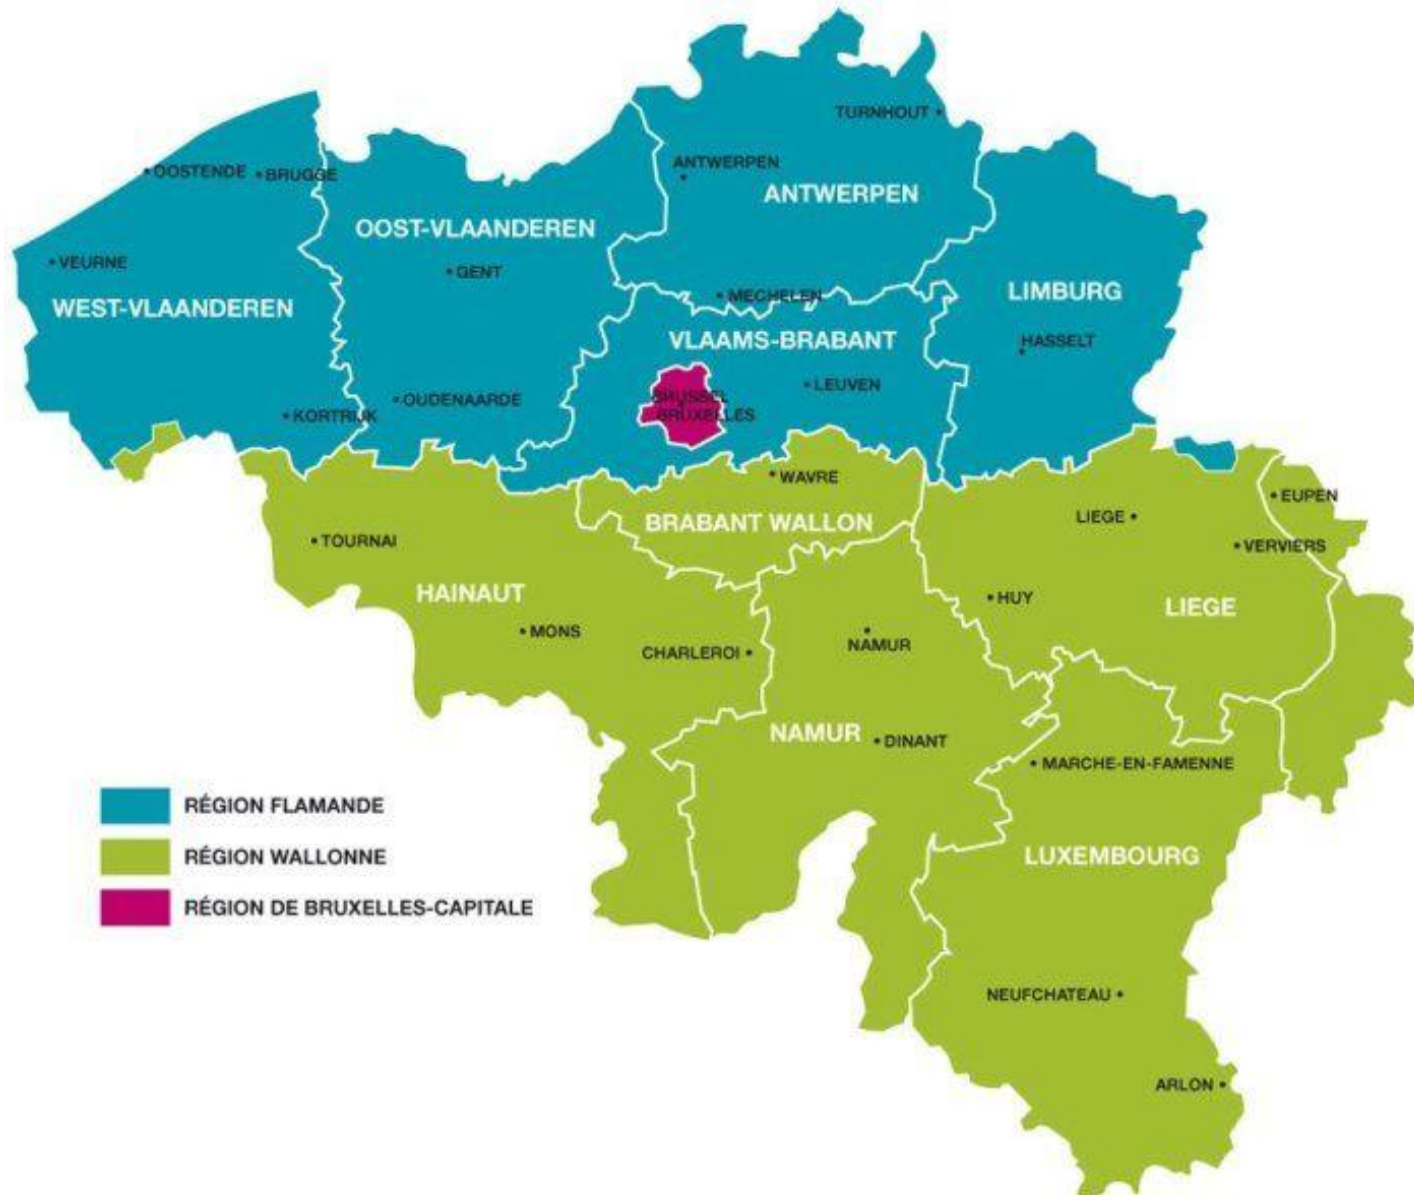 TURNHOUT
ANTWERPEN
ANTWERPEN
OOSTENDE
BRUGGE
OOST-VLAANDEREN
VEURNE
GENT
WEST-VLAANDEREN
LIMBURG
MECHELEN
VLAAMS-BRABANT
HASSELT
LEUVEN
OUDENAARDE
BRUSSEL
KORTRIJK
BRUXELLES
WAVRE
EUPEN
BRABANT WALLON
LIEGE
TOURNAI
VERVIERS
HAINAUT
HUY
LIEGE
MONS
NAMUR
CHARLEROI
NAMUR
DINANT
MARCHE-EN-FAMENNE
RÉGION FLAMANDE
RÉGION WALLONNE
LUXEMBOURG
RÉGION DE BRUXELLES-CAPITALE
NEUFCHATEAU
ARLON